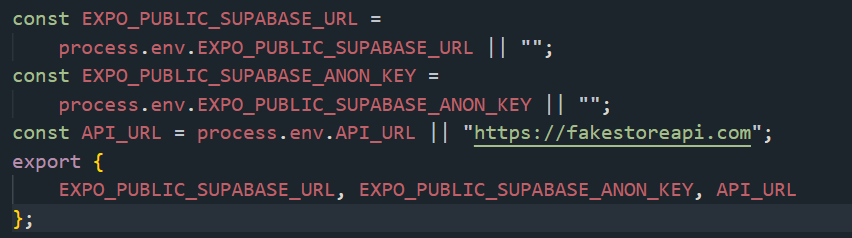 const EXPO_PUBLIC_SUPABASE_URL =
    process.env.EXPO_PUBLIC_SUPABASE_URL || "";
const EXPO_PUBLIC_SUPABASE_ANON_KEY =
    process.env.EXPO_PUBLIC_SUPABASE_ANON_KEY || "";
const API_URL = process.env.API_URL || "https://fakestoreapi.com";
export {
    EXPO_PUBLIC_SUPABASE_URL, EXPO_PUBLIC_SUPABASE_ANON_KEY, API_URL
};